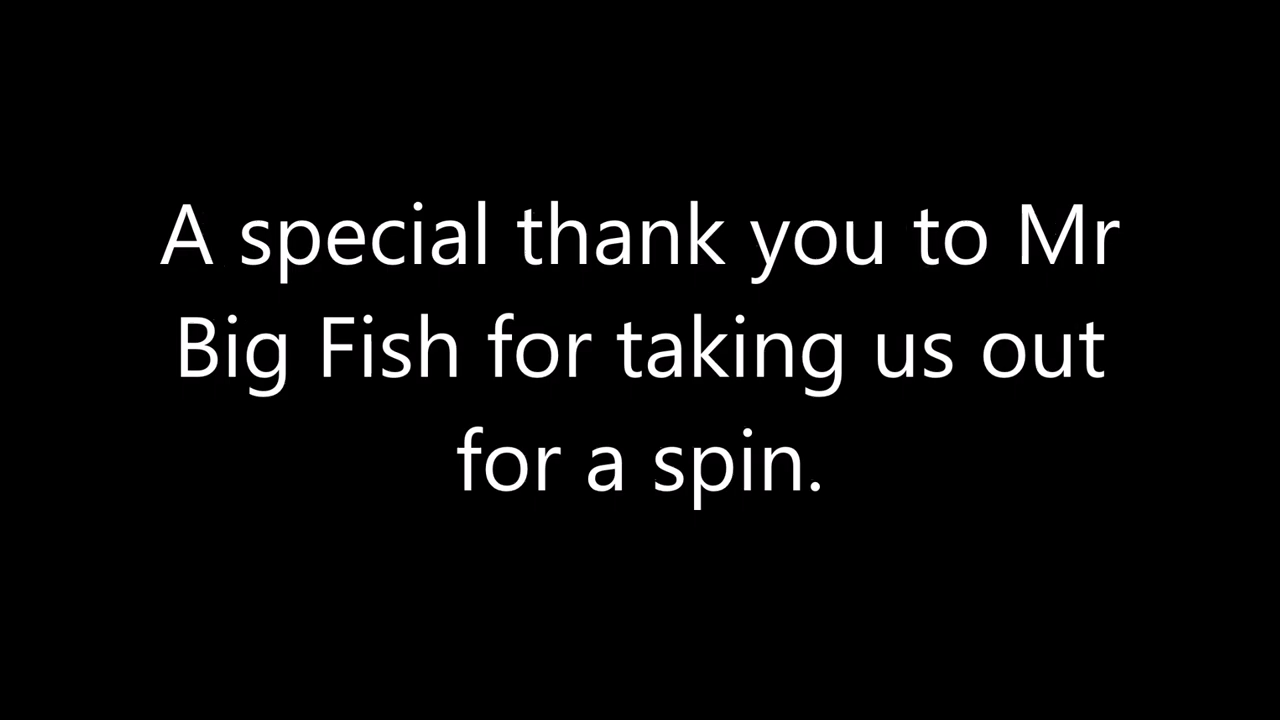 A special thank you to Mr
Big Fish for taking us out
for a spin.